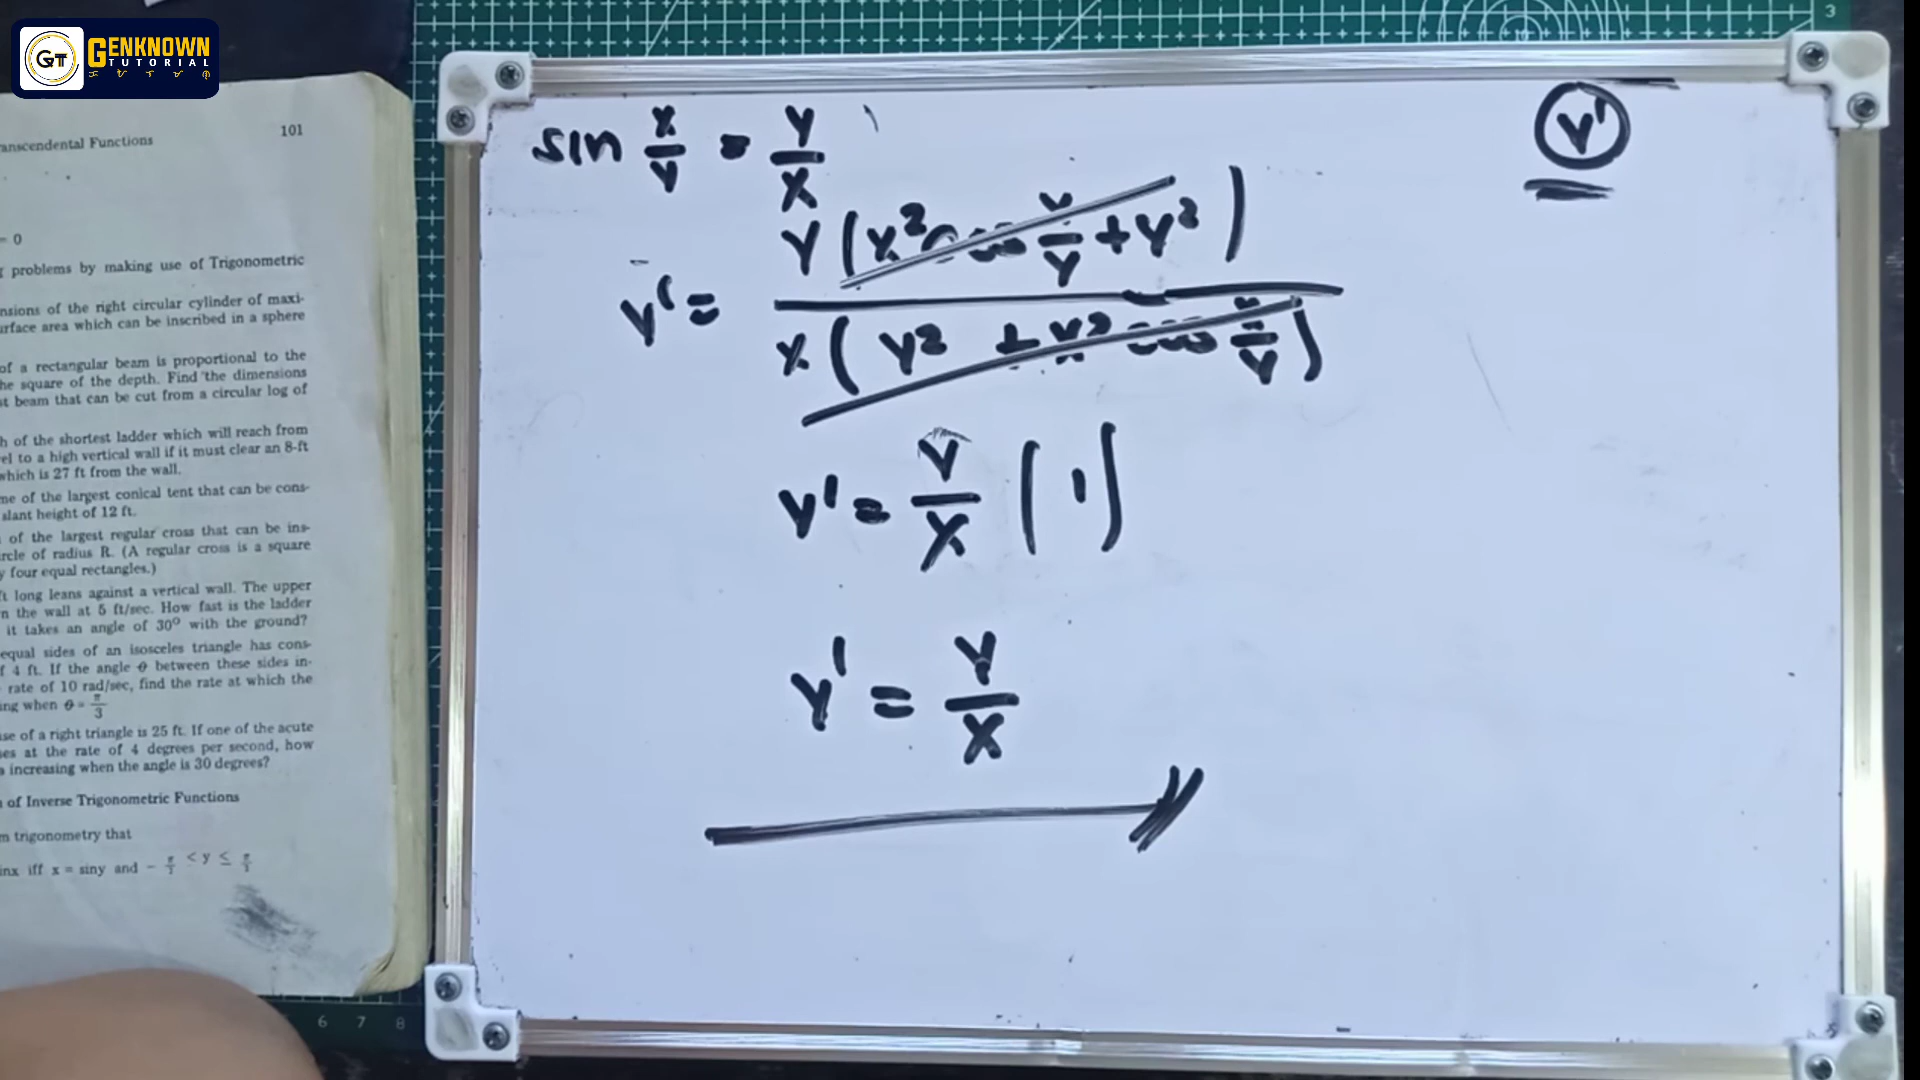 GT GENKNOWN
TUTORIAL
anscendental Functions 101
= 0
problems by making use of Trigonometric
nsions of the right circular cylinder of maxi-
urface area which can be inscribed in a sphere
of a rectangular beam is proportional to the
he square of the depth. Find the dimensions
st beam that can be cut from a circular log of
h of the shortest ladder which will reach from
el to a high vertical wall if it must clear an 8-ft
which is 27 ft from the wall.
me of the largest conical tent that can be cons-
slant height of 12 ft.
of the largest regular cross that can be ins-
rcle of radius R. (A regular cross is a square
y four equal rectangles.)
ft long leans against a vertical wall. The upper
n the wall at 5 ft/sec. How fast is the ladder
it takes an angle of 30° with the ground?
equal sides of an isosceles triangle has cons-
f 4 ft. If the angle θ between these sides in-
rate of 10 rad/sec, find the rate at which the
ing when θ = π/3
use of a right triangle is 25 ft. If one of the acute
es at the rate of 4 degrees per second, how
increasing when the angle is 30 degrees?
of Inverse Trigonometric Functions
m trigonometry that
inx iff x = siny and
6 7 8
3
sin x/y = y/x
y'
y' = y(x² cos x/y + y²) / x(y² + x² cos x/y)
y' = y/x (1)
y' = y/x